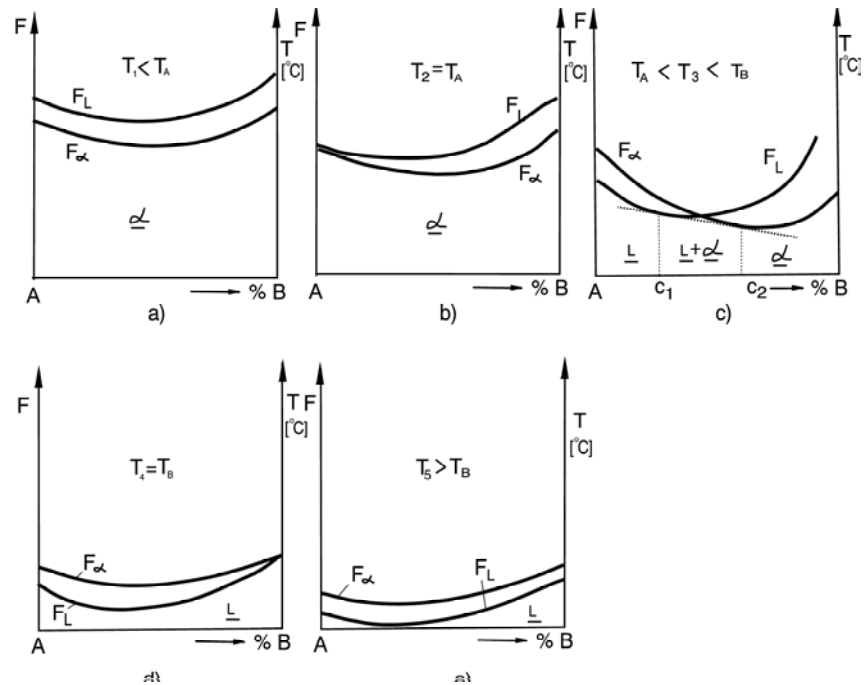 F
T
[°C]
T₁ < T_A
F_L
F_α
α
A
% B
a)
F
T
[°C]
T₂ = T_A
F_L
F_α
α
A
% B
b)
F
T
[°C]
T_A < T₃ < T_B
F_α
F_L
L
L+α
α
A
c₁
c₂
% B
c)
F
T
[°C]
T₄ = T_B
F_α
F_L
L
A
% B
d)
F
T
[°C]
T₅ > T_B
F_α
F_L
L
A
% B